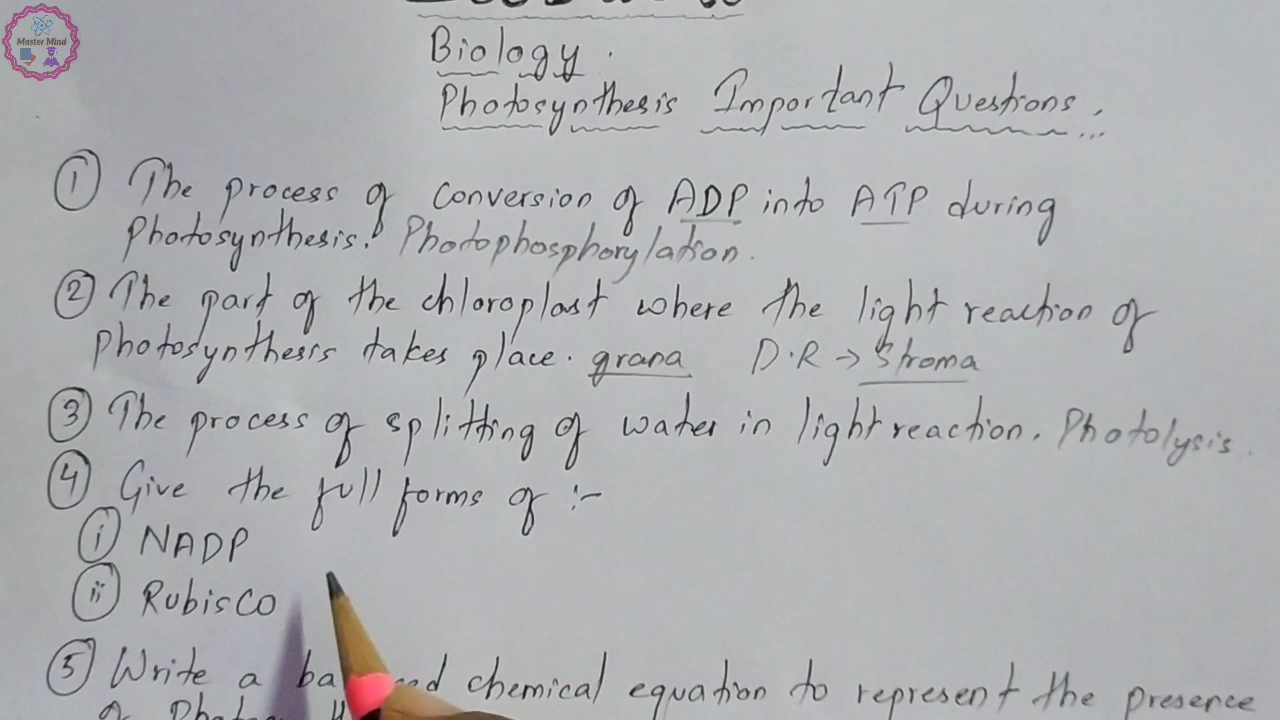 Master Mind
Biology.
Photosynthesis Important Questions.
① The process of conversion of ADP into ATP during
Photosynthesis. Photophosphorylation.
② The part of the chloroplast where the light reaction of
Photosynthesis takes place. grana D.R → Stroma
③ The process of splitting of water in light reaction. Photolysis.
④ Give the full forms of :-
ⓘ NADP
ⓘⓘ RubisCO
⑤ Write a chemical equation to represent the presence
of